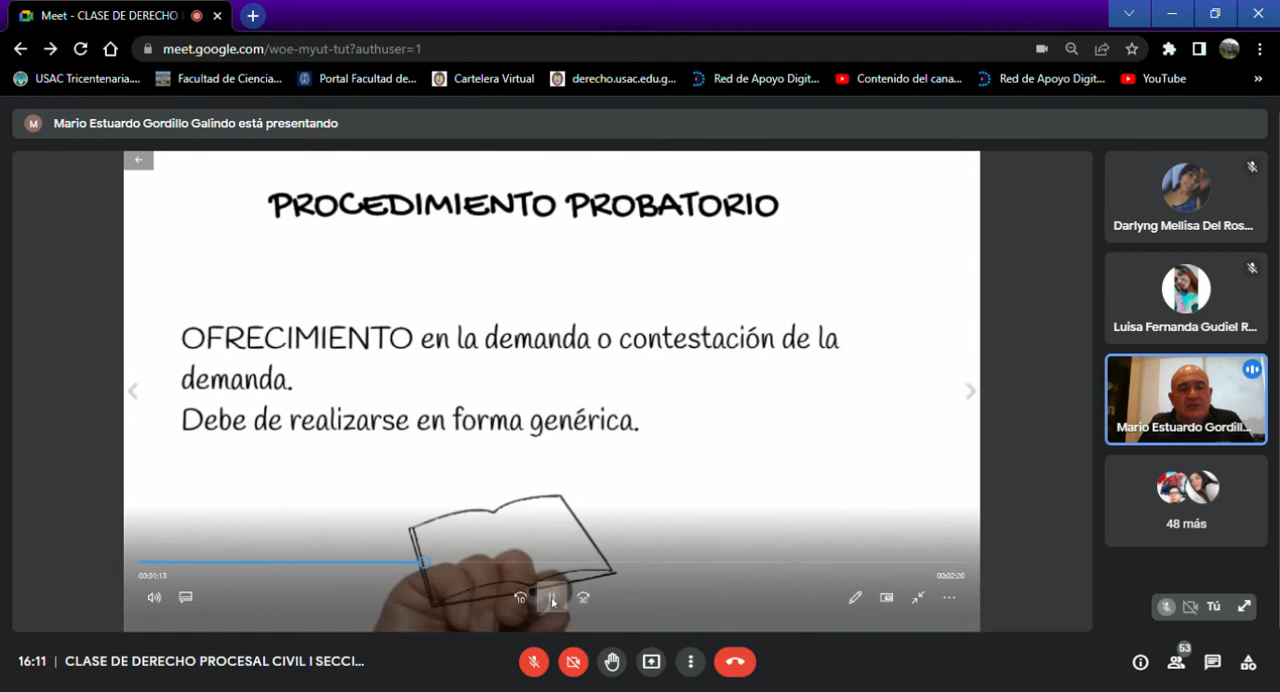 Meet - CLASE DE DERECHO
meet.google.com/woe-myut-tut?authuser=1
USAC Tricentenaria.... Facultad de Ciencia... Portal Facultad de... Cartelera Virtual derecho.usac.edu.g... Red de Apoyo Digit... Contenido del cana... Red de Apoyo Digit... YouTube »
M Mario Estuardo Gordillo Galindo está presentando
PROCEDIMIENTO PROBATORIO
OFRECIMIENTO en la demanda o contestación de la
demanda.
Debe de realizarse en forma genérica.
00:01:13
00:02:20
10
30
Darlyng Mellisa Del Ros...
Luisa Fernanda Gudiel R...
Mario Estuardo Gordill...
48 más
Tú
16:11 | CLASE DE DERECHO PROCESAL CIVIL I SECCI...
53